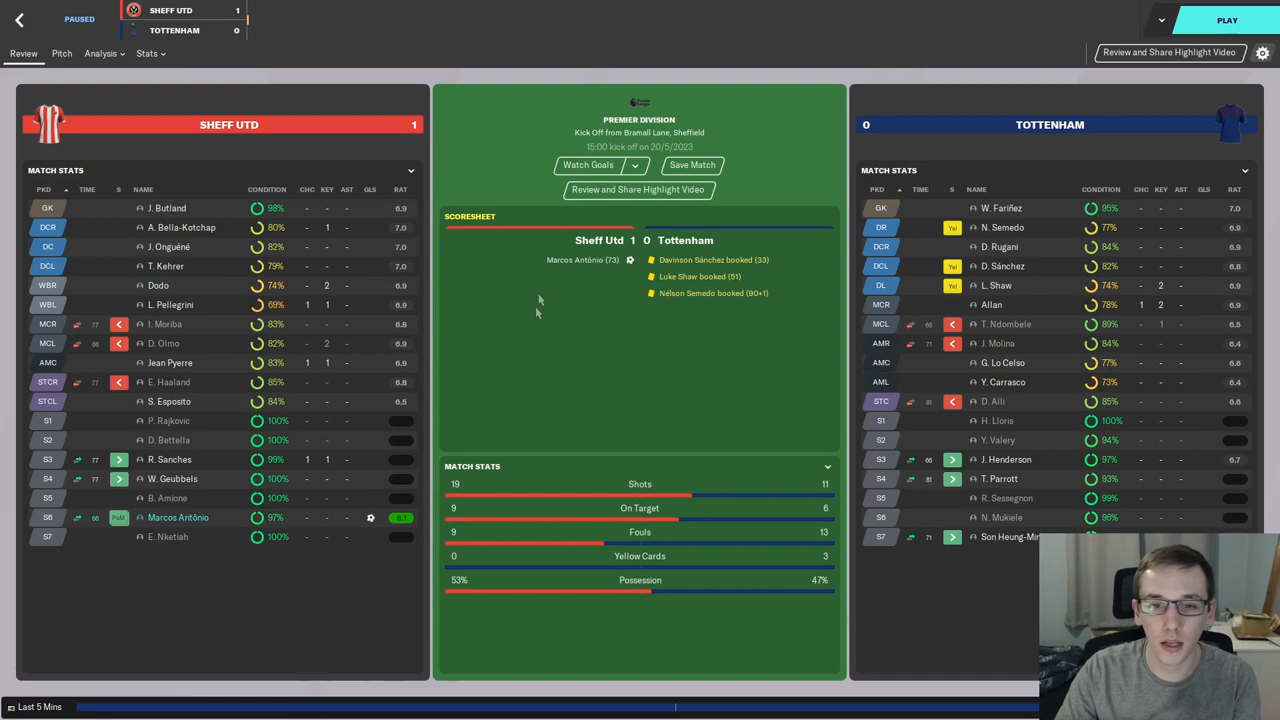 PAUSED
SHEFF UTD 1
TOTTENHAM 0
PLAY
Review Pitch Analysis Stats
Review and Share Highlight Video
SHEFF UTD 1
MATCH STATS
PKD TIME S NAME CONDITION CHC KEY AST GLS RAT
GK J. Butland 98% - - - 6.9
DCR A. Bella-Kotchap 80% - 1 - 7.0
DC J. Onguéné 82% - - - 6.9
DCL T. Kehrer 79% - - - 7.0
WBR Dodo 74% - 2 - 6.9
WBL L. Pellegrini 69% 1 1 - 6.9
MCR 77 I. Moriba 83% - - - 6.8
MCL 66 D. Olmo 82% - 2 - 6.9
AMC Jean Pyerre 83% 1 1 - 6.9
STCR 77 E. Haaland 85% - - - 6.8
STCL S. Esposito 84% - - - 6.5
S1 P. Rajkovic 100% - - -
S2 D. Bettella 100% - - -
S3 77 R. Sanches 99% 1 1 -
S4 77 W. Geubbels 100% - - -
S5 B. Amione 100% - - -
S6 66 PoM Marcos Antônio 97% - - - 8.1
S7 E. Nketiah 100% - - -
Premier League
PREMIER DIVISION
Kick Off from Bramall Lane, Sheffield
15:00 kick off on 20/5/2023
Watch Goals Save Match
Review and Share Highlight Video
SCORESHEET
Sheff Utd 1 0 Tottenham
Marcos Antônio (73) Davinson Sánchez booked (33)
Luke Shaw booked (51)
Nélson Semedo booked (90+1)
MATCH STATS
19 Shots 11
9 On Target 6
9 Fouls 13
0 Yellow Cards 3
53% Possession 47%
0 TOTTENHAM
MATCH STATS
PKD TIME S NAME CONDITION CHC KEY AST GLS RAT
GK W. Fariñez 95% - - - 7.0
DR Yel N. Semedo 77% - - - 6.9
DCR D. Rugani 82% - - - 6.9
DCL Yel D. Sánchez 82% - - - 6.8
DL Yel L. Shaw 74% - 2 - 6.9
MCR Allan 78% 1 2 - 6.9
MCL 66 T. Ndombele 89% - 1 - 6.5
AMR 71 J. Molina 84% - - - 6.4
AMC G. Lo Celso 77% - - - 6.6
AML Y. Carrasco 73% - - - 6.4
STC 81 D. Alli 85% - - - 6.6
S1 H. Lloris 100% - - -
S2 Y. Valery 94% - - -
S3 66 J. Henderson 97% - - - 6.7
S4 81 T. Parrott 93% - - -
S5 R. Sessegnon 99% - - -
S6 N. Mukiele 96% - - -
S7 71 Son Heung-Min
Last 5 Mins